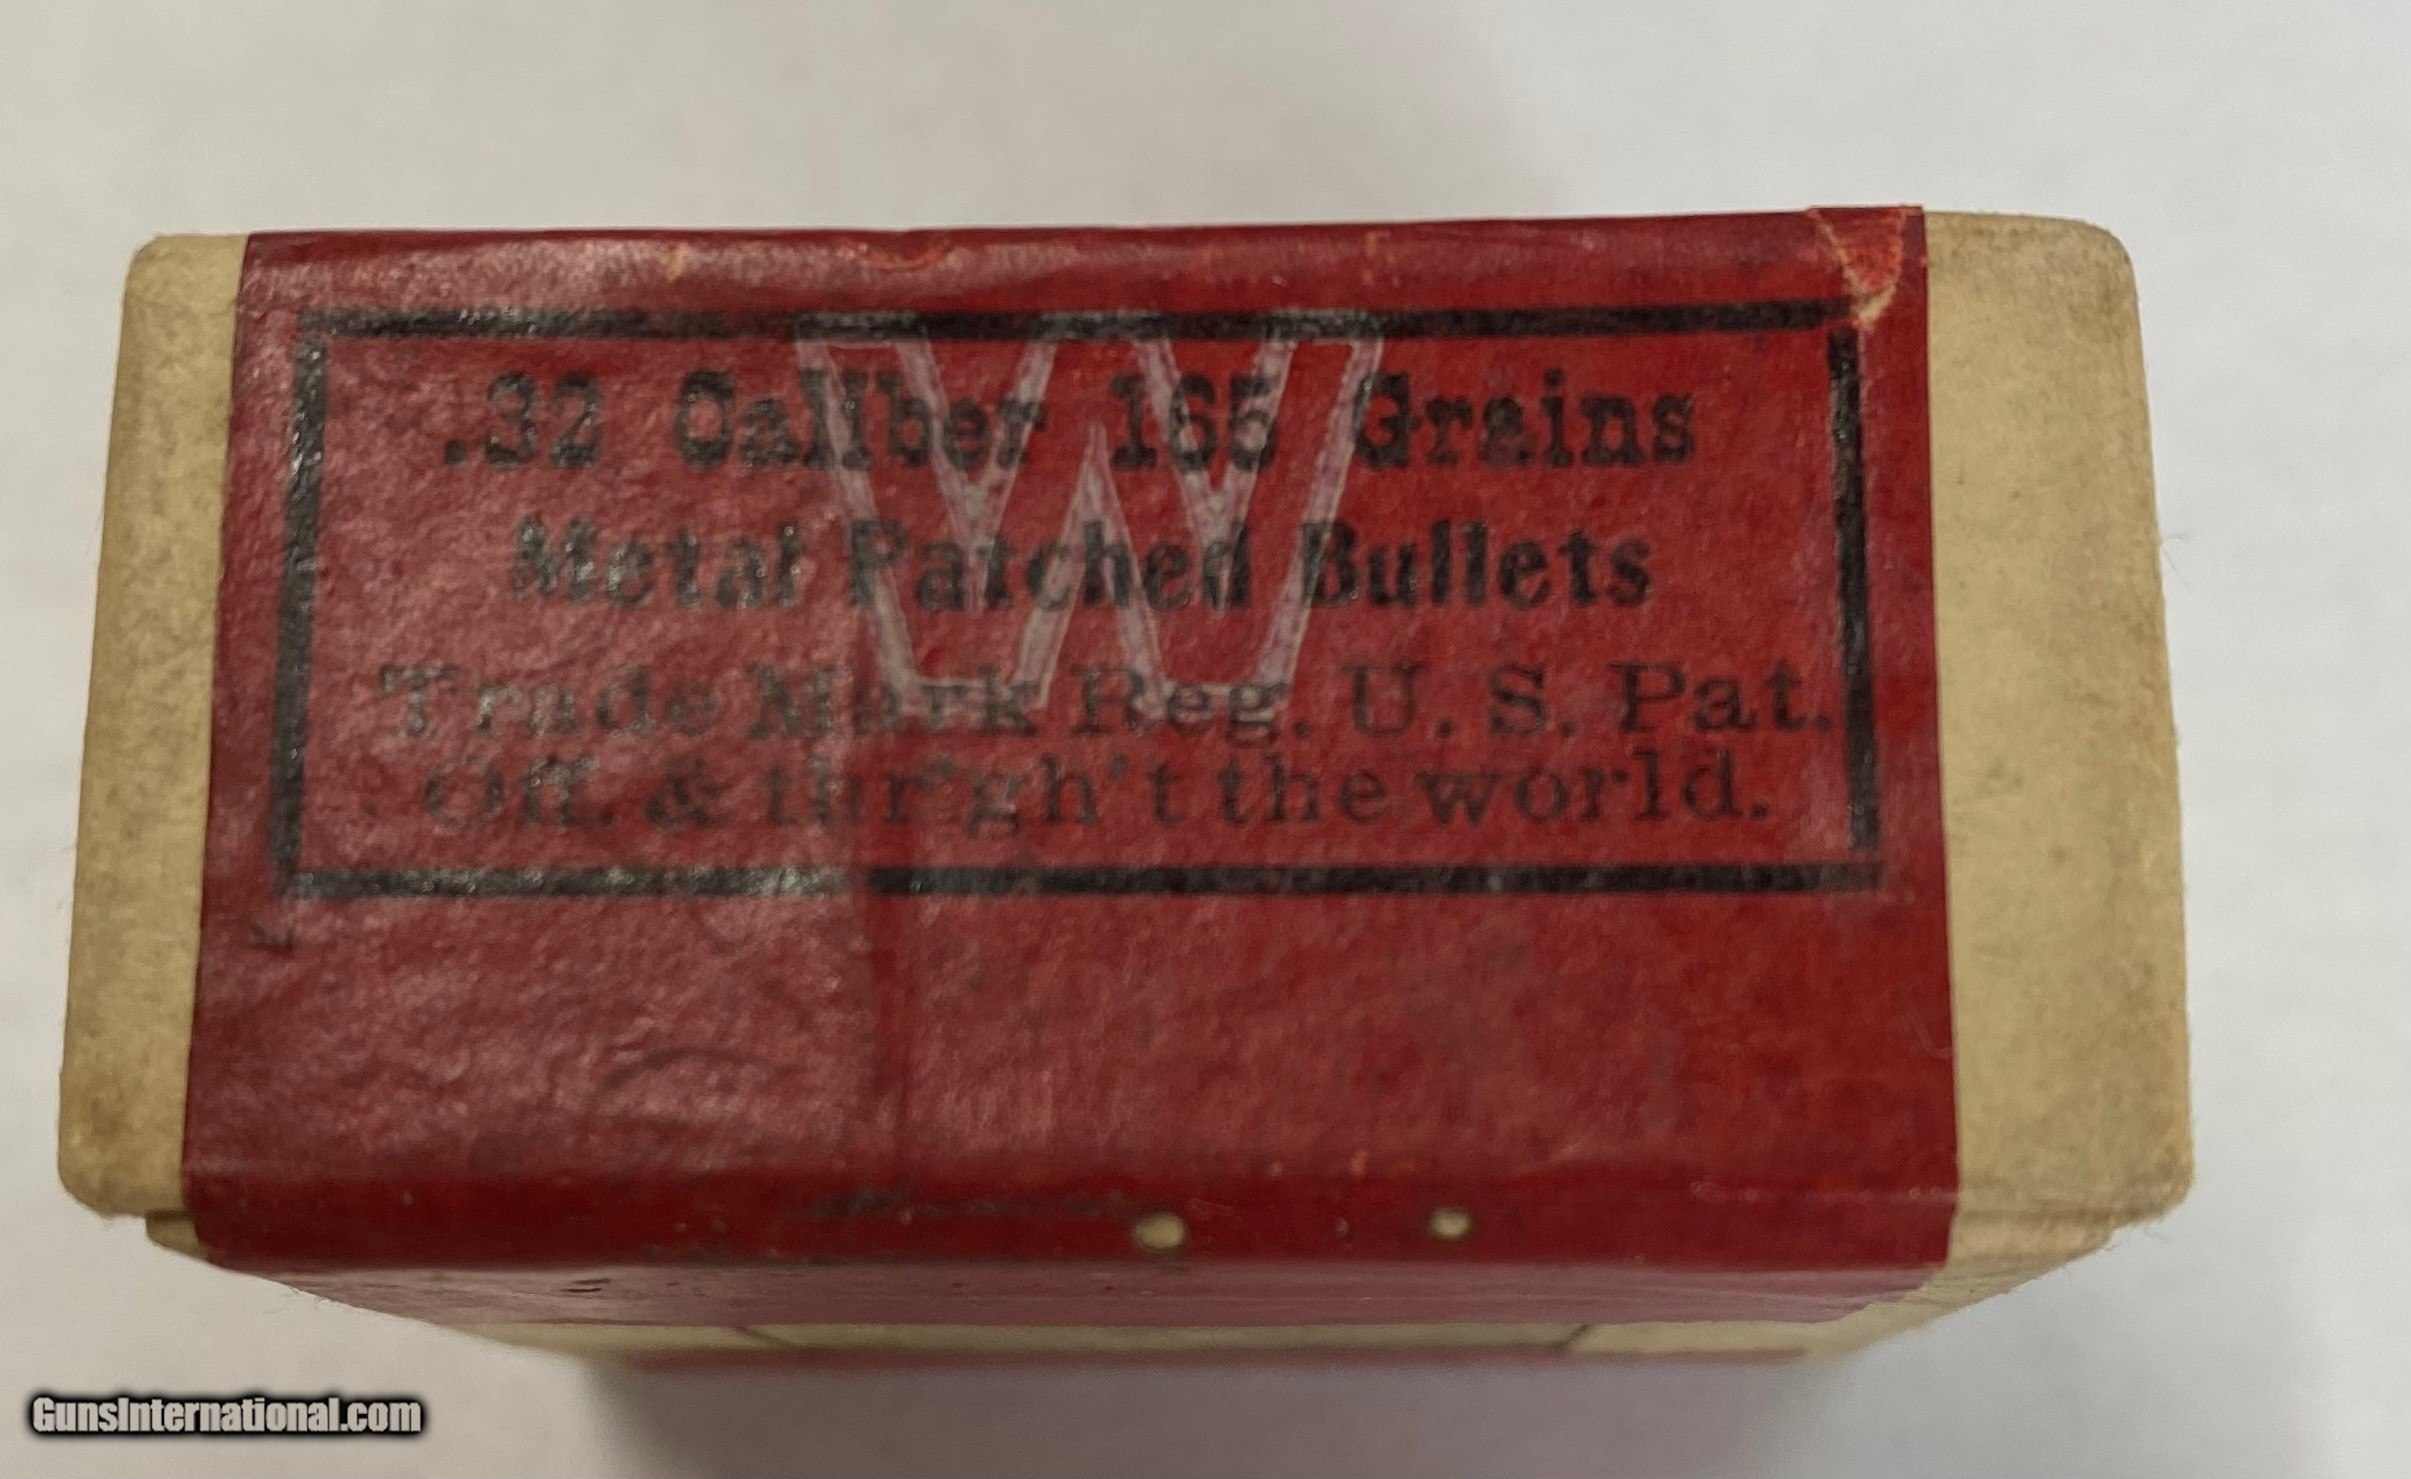 W
.32 Caliber 165 Grains
Metal Patched Bullets
Trade Mark Reg. U. S. Pat.
Off. & thr'gh't the world.
GunsInternational.com